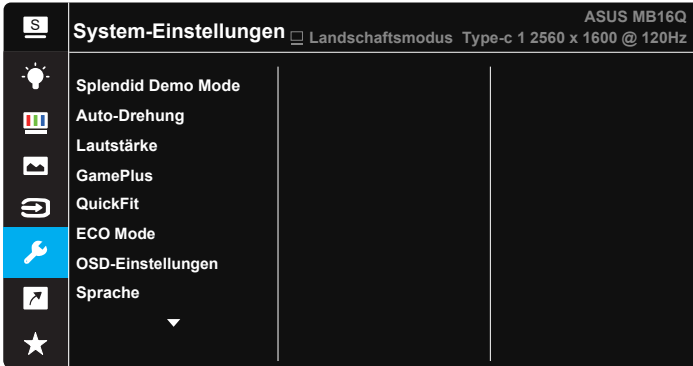 S
ASUS MB16Q
System-Einstellungen Landschaftsmodus Type-c 1 2560 x 1600 @ 120Hz
Splendid Demo Mode
Auto-Drehung
Lautstärke
GamePlus
QuickFit
ECO Mode
OSD-Einstellungen
Sprache